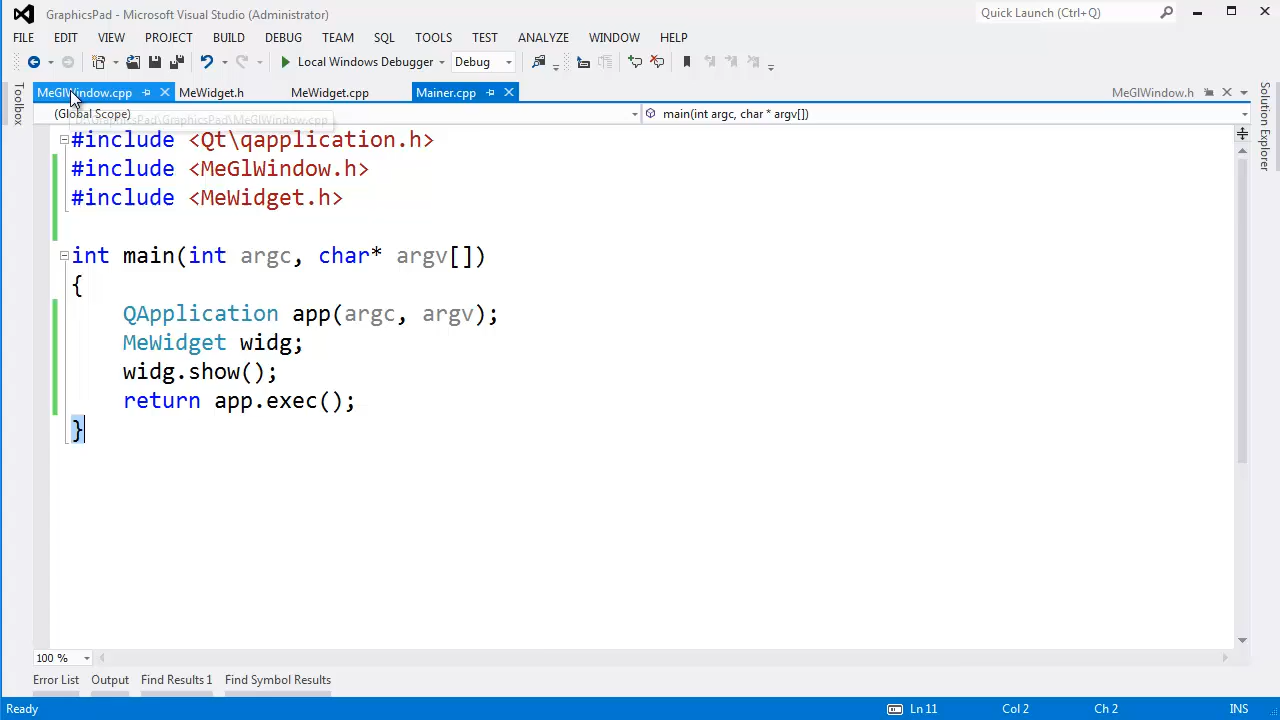 GraphicsPad - Microsoft Visual Studio (Administrator)
Quick Launch (Ctrl+Q)
FILE EDIT VIEW PROJECT BUILD DEBUG TEAM SQL TOOLS TEST ANALYZE WINDOW HELP
Local Windows Debugger Debug
MeGlWindow.cpp MeWidget.h MeWidget.cpp Mainer.cpp MeGlWindow.h
(Global Scope) main(int argc, char * argv[])
Toolbox
Solution Explorer
#include <Qt\qapplication.h>
#include <MeGlWindow.h>
#include <MeWidget.h>
int main(int argc, char* argv[])
{
QApplication app(argc, argv);
MeWidget widg;
widg.show();
return app.exec();
}
100 %
Error List Output Find Results 1 Find Symbol Results
Ready Ln 11 Col 2 Ch 2 INS